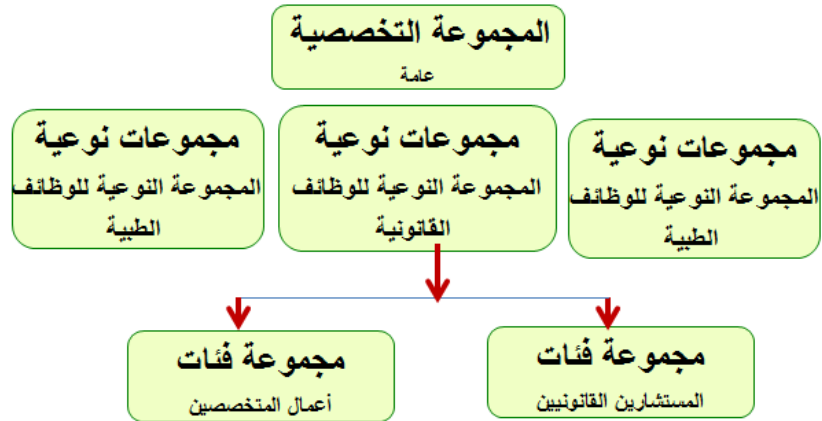 المجموعة التخصصية
عامة
مجموعات نوعية
المجموعة النوعية للوظائف
الطبية
مجموعات نوعية
المجموعة النوعية للوظائف
القانونية
مجموعات نوعية
المجموعة النوعية للوظائف
الطبية
مجموعة فئات
المستشارين القانونيين
مجموعة فئات
أعمال المتخصصين